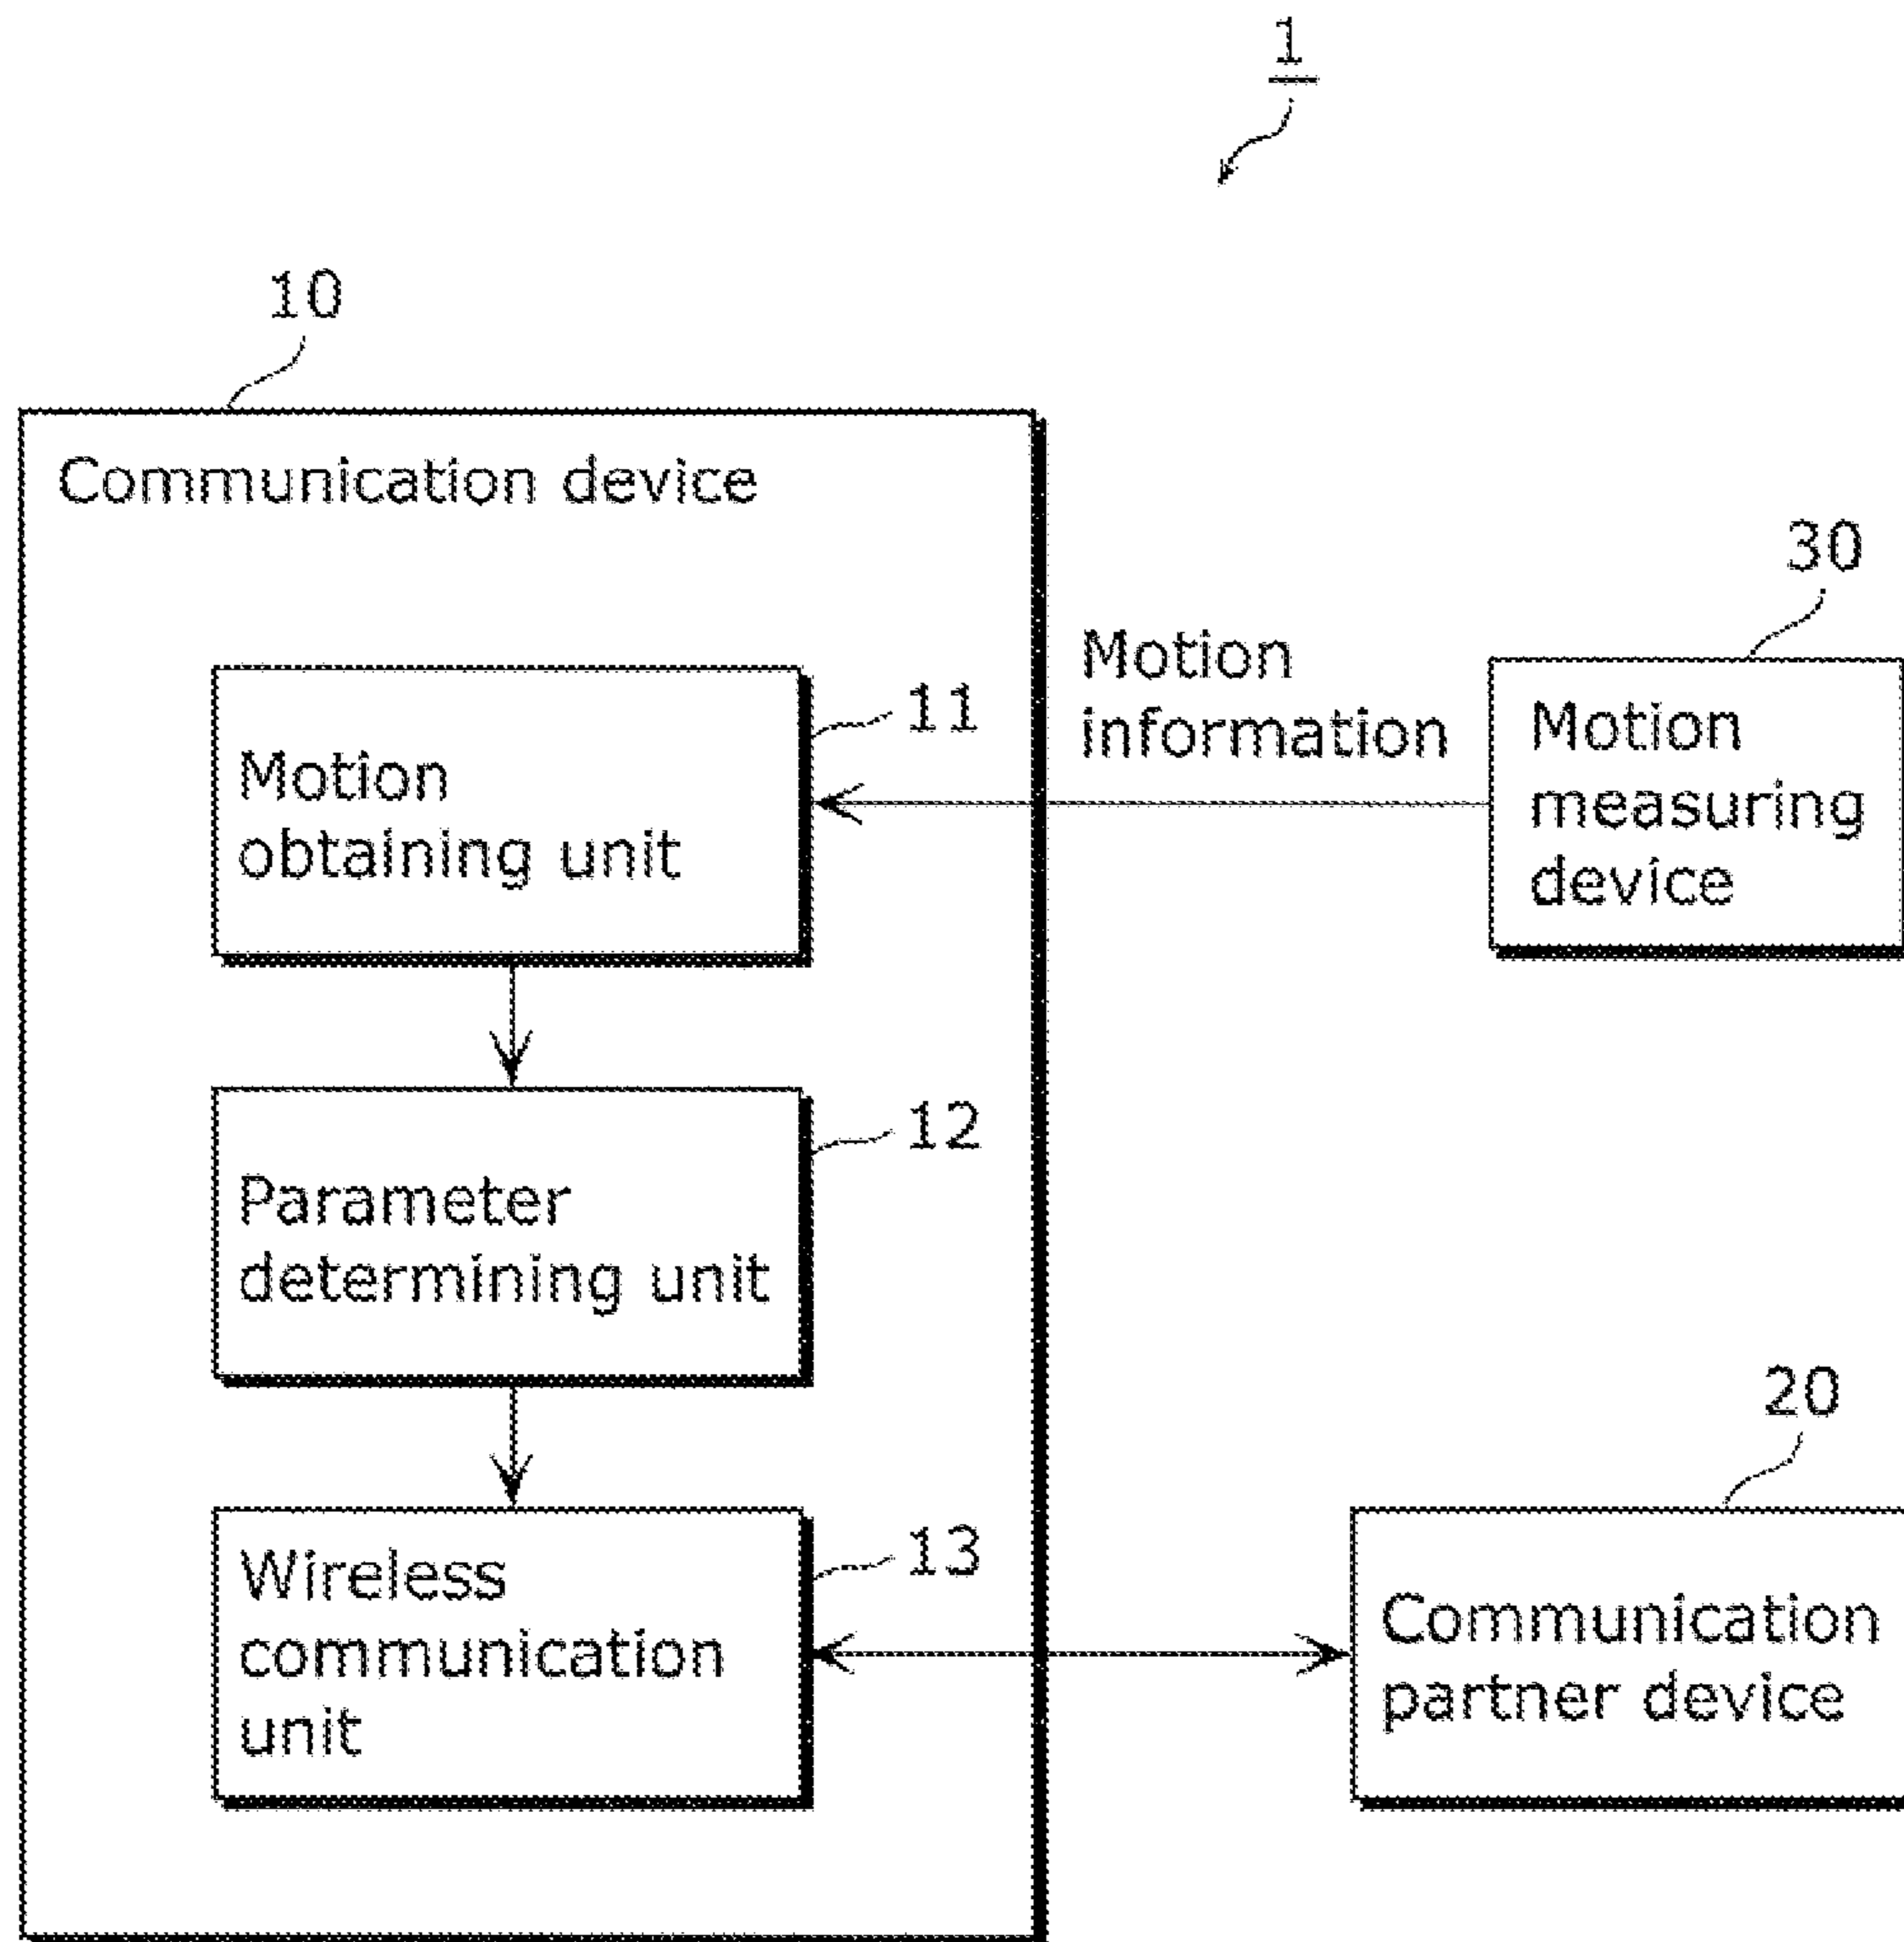 1
10
Communication device
30
Motion
information
Motion
measuring
device
11
Motion
obtaining unit
12
Parameter
determining unit
20
13
Wireless
communication
unit
Communication
partner device